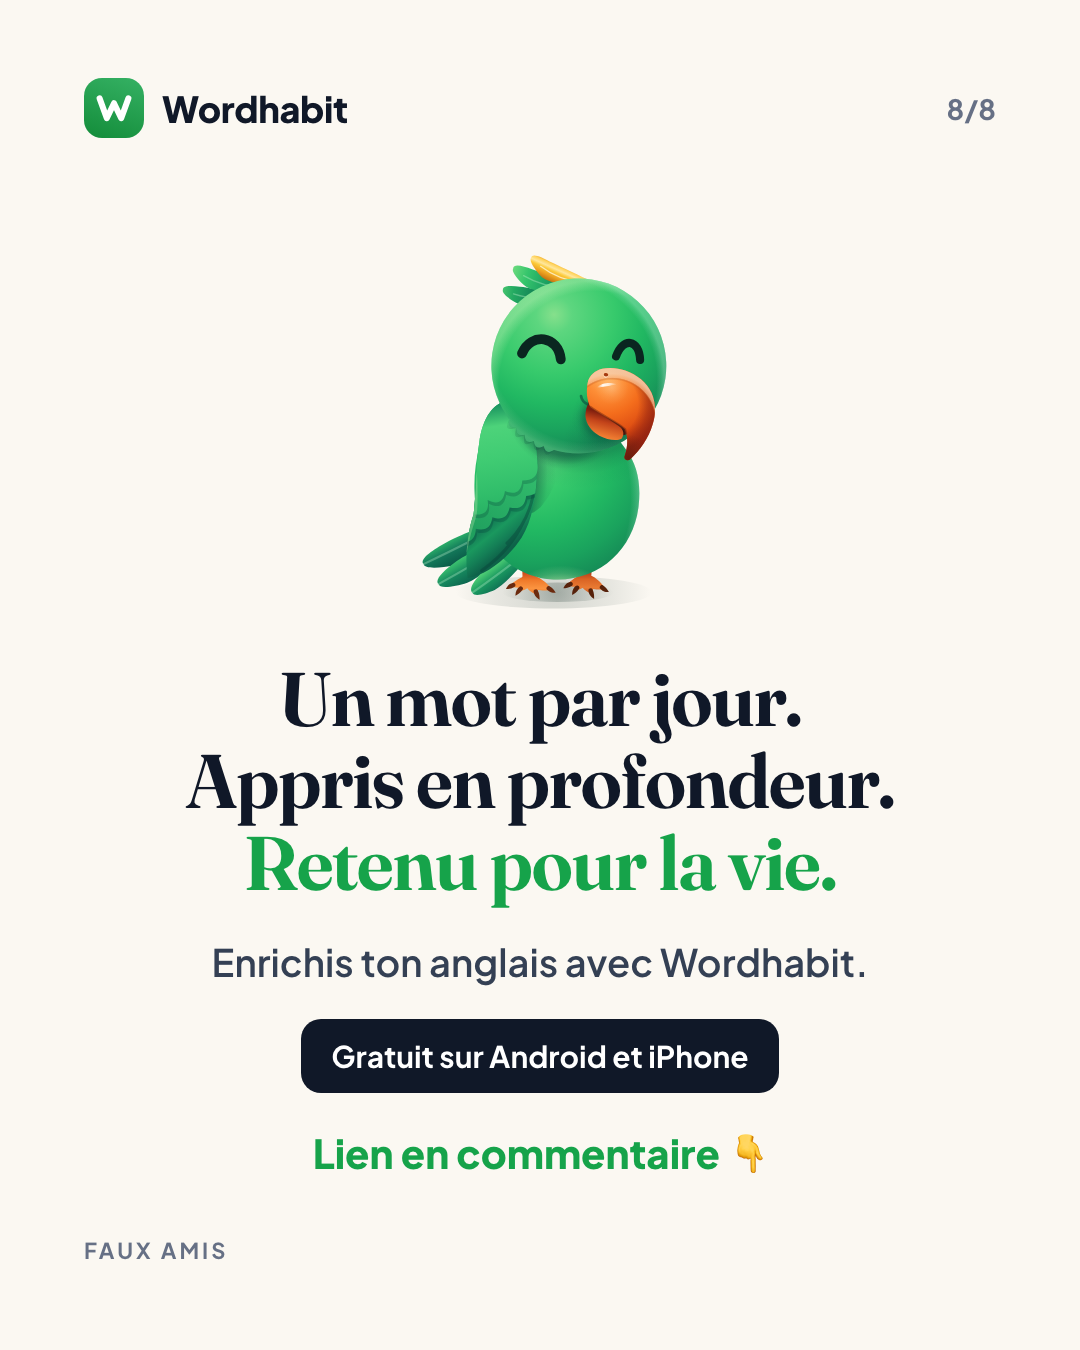 Wordhabit
8/8
Un mot par jour.
Appris en profondeur.
Retenu pour la vie.
Enrichis ton anglais avec Wordhabit.
Gratuit sur Android et iPhone
Lien en commentaire 👇
FAUX AMIS